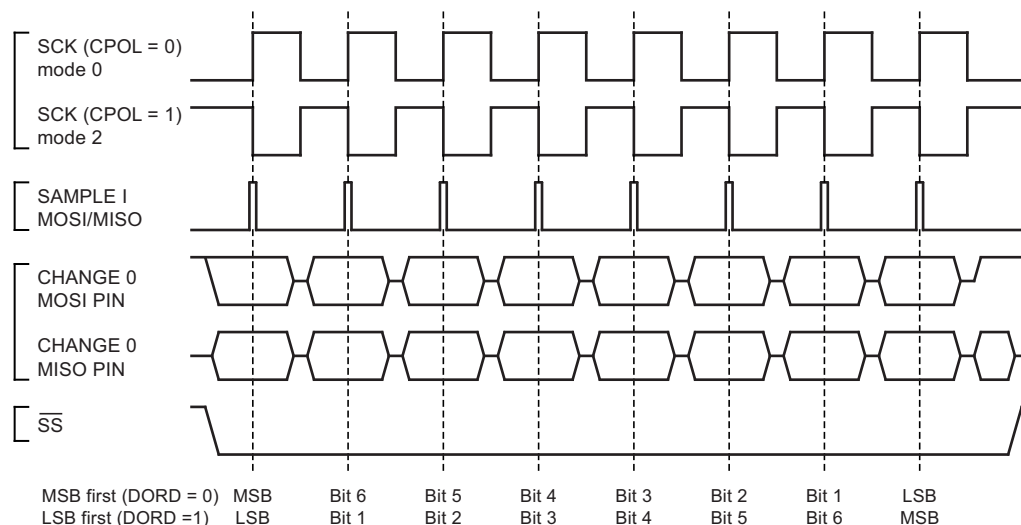 SCK (CPOL = 0)
mode 0
SCK (CPOL = 1)
mode 2
SAMPLE I
MOSI/MISO
CHANGE 0
MOSI PIN
CHANGE 0
MISO PIN
SS
MSB first (DORD = 0) MSB Bit 6 Bit 5 Bit 4 Bit 3 Bit 2 Bit 1 LSB
LSB first (DORD =1) LSB Bit 1 Bit 2 Bit 3 Bit 4 Bit 5 Bit 6 MSB